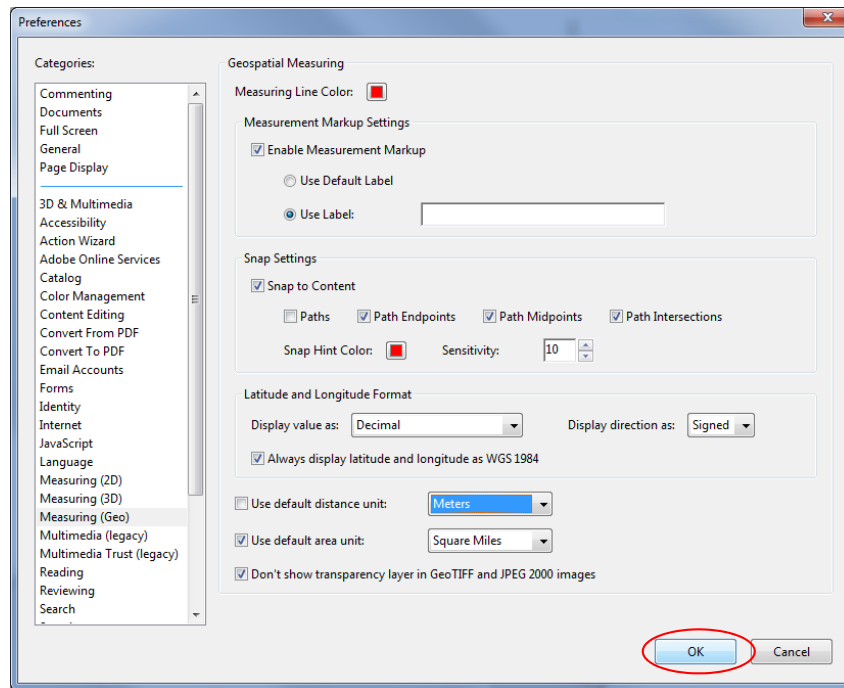 Preferences
Categories:
Commenting
Documents
Full Screen
General
Page Display
3D & Multimedia
Accessibility
Action Wizard
Adobe Online Services
Catalog
Color Management
Content Editing
Convert From PDF
Convert To PDF
Email Accounts
Forms
Identity
Internet
JavaScript
Language
Measuring (2D)
Measuring (3D)
Measuring (Geo)
Multimedia (legacy)
Multimedia Trust (legacy)
Reading
Reviewing
Search
Geospatial Measuring
Measuring Line Color:
Measurement Markup Settings
Enable Measurement Markup
Use Default Label
Use Label:
Snap Settings
Snap to Content
Paths Path Endpoints Path Midpoints Path Intersections
Snap Hint Color: Sensitivity: 10
Latitude and Longitude Format
Display value as: Decimal Display direction as: Signed
Always display latitude and longitude as WGS 1984
Use default distance unit: Meters
Use default area unit: Square Miles
Don't show transparency layer in GeoTIFF and JPEG 2000 images
OK Cancel